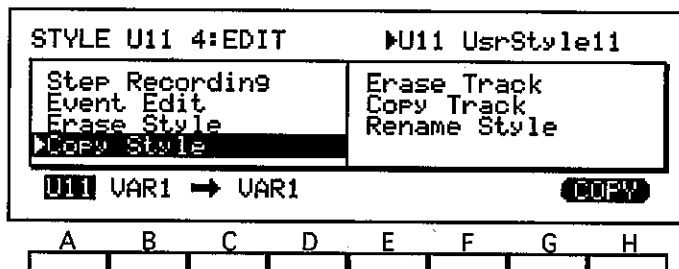 STYLE U11 4:EDIT ▶U11 UsrStyle11
Step Recording
Event Edit
Erase Style
▶Copy Style
Erase Track
Copy Track
Rename Style
U11 VAR1 ➡ VAR1 COPY
A B C D E F G H